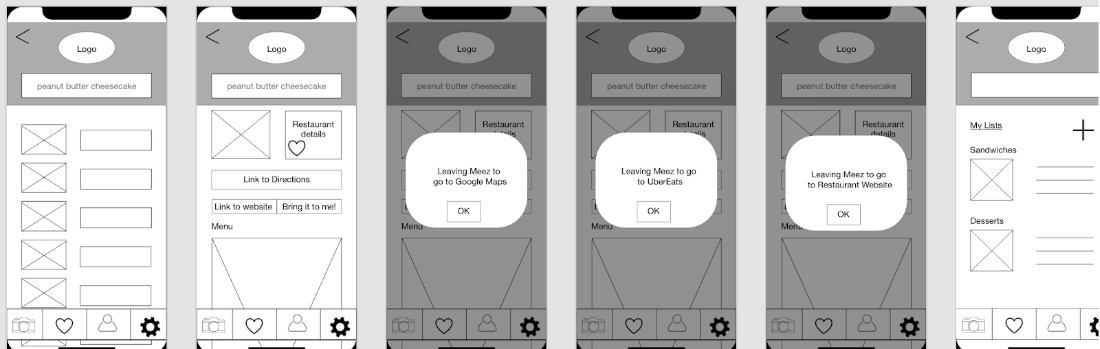 Logo
peanut butter cheesecake
Logo
peanut butter cheesecake
Restaurant
details
Link to Directions
Link to website
Bring it to me!
Menu
Logo
peanut butter cheesecake
Restaurant
details
Leaving Meez to
go to Google Maps
OK
Menu
Logo
peanut butter cheesecake
Restaurant
details
Leaving Meez to go
to UberEats
OK
Menu
Logo
peanut butter cheesecake
Restaurant
details
Leaving Meez to go
to Restaurant Website
OK
Menu
Logo
My Lists
Sandwiches
Desserts